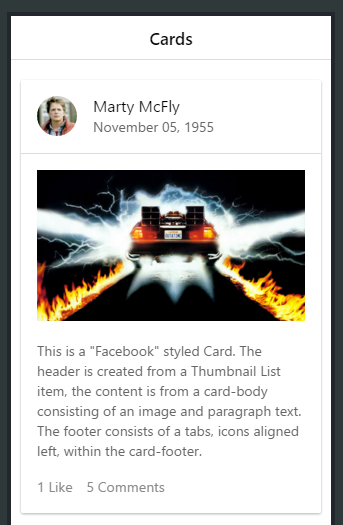 Cards
Marty McFly
November 05, 1955
This is a "Facebook" styled Card. The
header is created from a Thumbnail List
item, the content is from a card-body
consisting of an image and paragraph text.
The footer consists of a tabs, icons aligned
left, within the card-footer.
1 Like 5 Comments